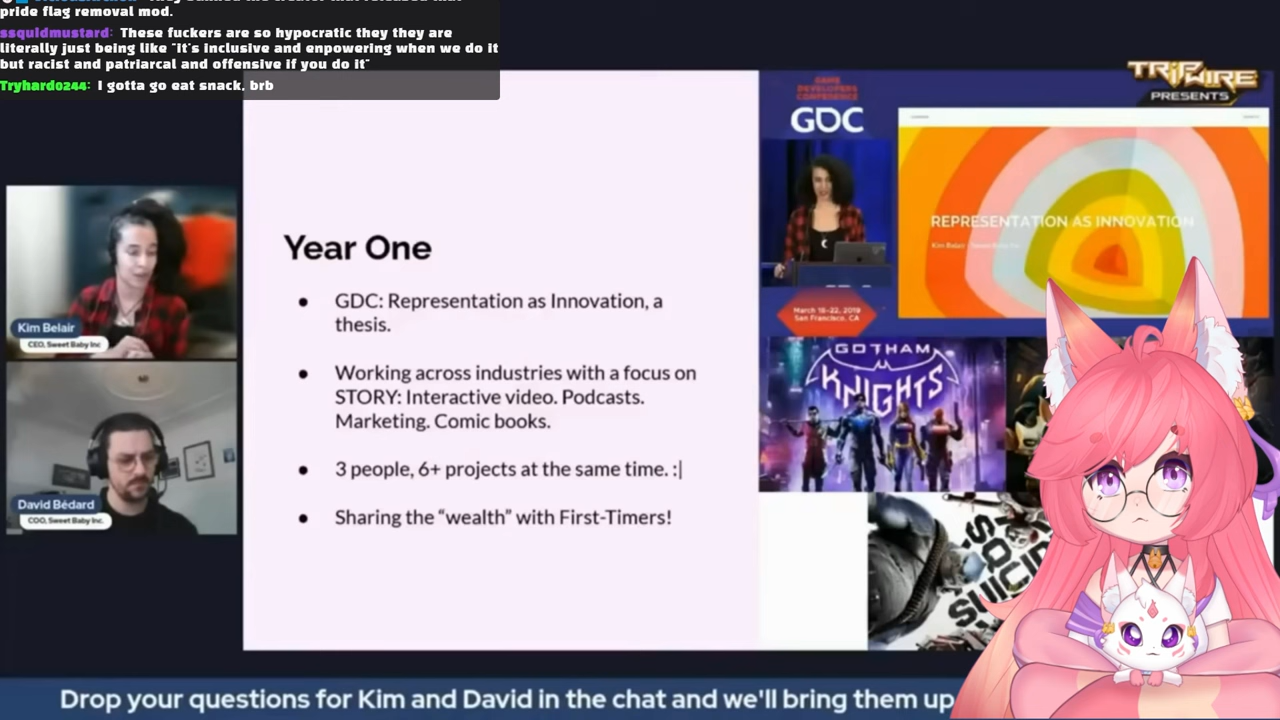 pride flag removal mod.
ssquidmustard: These fuckers are so hypocratic they they are
literally just being like "it's inclusive and enpowering when we do it
but racist and patriarcal and offensive if you do it"
Tryhard0244: I gotta go eat snack, brb
TRIPWIRE
PRESENTS
GAME
DEVELOPERS
CONFERENCE
GDC
REPRESENTATION AS INNOVATION
March 18-22, 2019
San Francisco, CA
Year One
● GDC: Representation as Innovation, a
thesis.
● Working across industries with a focus on
STORY: Interactive video. Podcasts.
Marketing. Comic books.
● 3 people, 6+ projects at the same time. :|
● Sharing the “wealth” with First-Timers!
Kim Belair
CEO, Sweet Baby Inc
David Bédard
COO, Sweet Baby Inc.
GOTHAM
KNIGHTS
SUICI
Drop your questions for Kim and David in the chat and we'll bring them up